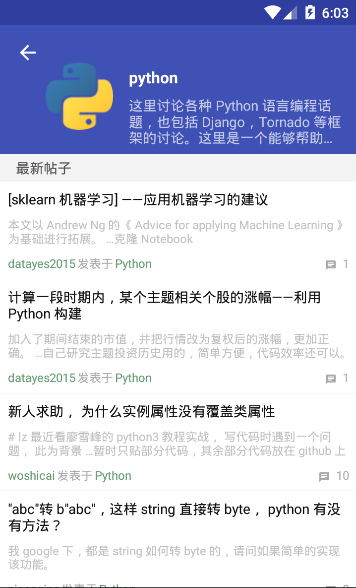 6:03
python
这里讨论各种 Python 语言编程话
题，也包括 Django，Tornado 等框
架的讨论。这里是一个能够帮助...
最新帖子
[sklearn 机器学习] ——应用机器学习的建议
本文以 Andrew Ng 的《 Advice for applying Machine Learning 》
为基础进行拓展。 ...克隆 Notebook
datayes2015 发表于 Python 1
计算一段时期内，某个主题相关个股的涨幅——利用
Python 构建
加入了期间结束的市值，并把行情改为复权后的涨幅，更加正
确。 ...自己研究主题投资历史用的，简单方便，代码效率还可以。
datayes2015 发表于 Python 1
新人求助 ，为什么实例属性没有覆盖类属性
# lz 最近看廖雪峰的 python3 教程实战， 写代码时遇到一个问
题， 此为背景 ...暂时只贴部分代码，其余部分代码放在 github 上
woshicai 发表于 Python 10
"abc"转 b"abc"，这样 string 直接转 byte ， python 有没
有方法？
我 google 下，都是 string 如何转 byte 的，请问如果简单的实现
该功能。